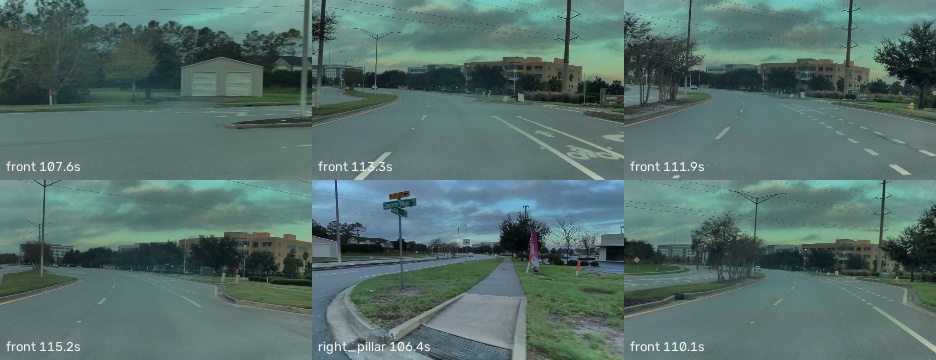 front 107.6s
front 113.3s
front 111.9s
front 115.2s
right_pillar 106.4s
front 110.1s